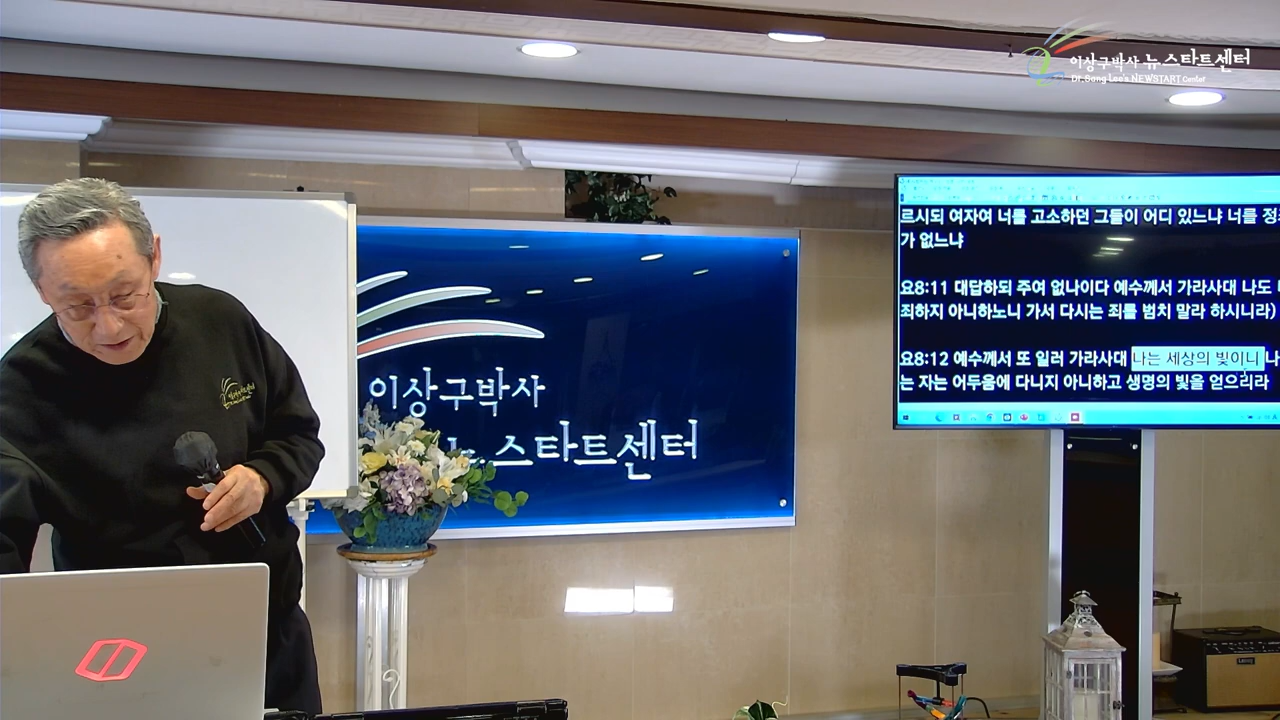 이상구박사 뉴스타트센터
Dr. Sang Lee's NEWSTART Center
이상구박사
뉴스타트센터
르시되 여자여 너를 고소하던 그들이 어디 있느냐 너를
가 없느냐
요8:11 대답하되 주여 없나이다 예수께서 가라사대 나도
죄하지 아니하노니 가서 다시는 죄를 범치 말라 하시니라)
요8:12 예수께서 또 일러 가라사대 나는 세상의 빛이니 나
는 자는 어두움에 다니지 아니하고 생명의 빛을 얻으리라